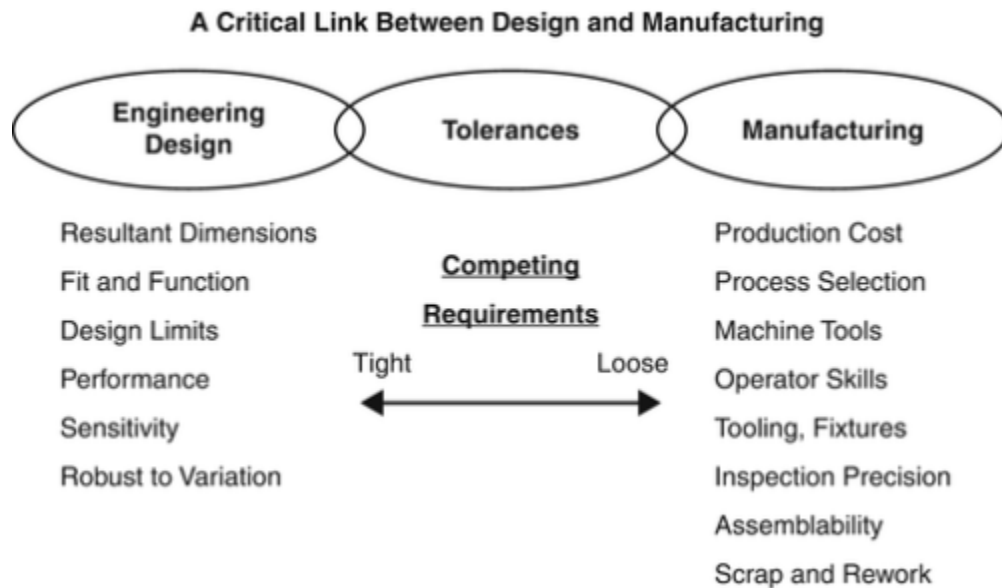 A Critical Link Between Design and Manufacturing
Engineering
Design
Tolerances
Manufacturing
Resultant Dimensions
Fit and Function
Design Limits
Performance
Sensitivity
Robust to Variation
Competing
Requirements
Tight
Loose
Production Cost
Process Selection
Machine Tools
Operator Skills
Tooling, Fixtures
Inspection Precision
Assemblability
Scrap and Rework